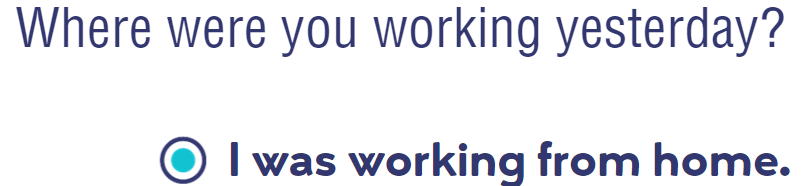 Where were you working yesterday?
I was working from home.